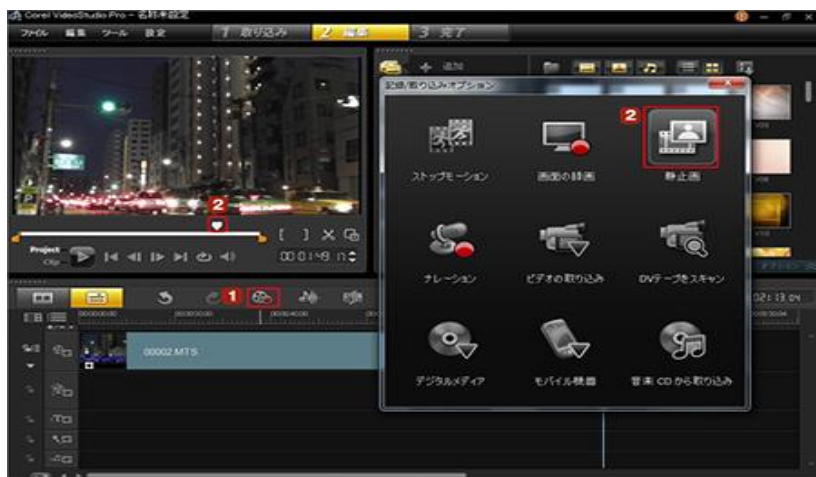 Corel VideoStudio Pro - 名称未設定
ファイル 編集 ツール 設定
1 取り込み 2 編集 3 完了
追加
記録/取り込みオプション
2
ストップモーション 画面の録画 静止画
ナレーション ビデオの取り込み DVテープをスキャン
デジタルメディア モバイル機器 音楽 CD から取り込み
2
Project
Clip
1
00002.MTS